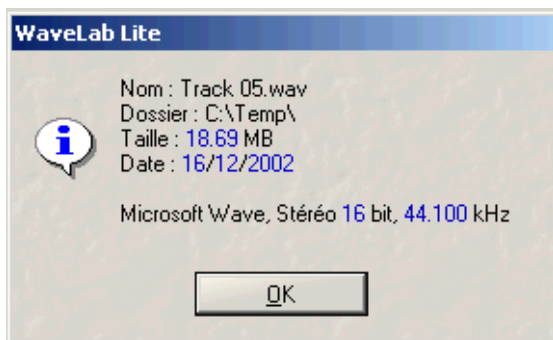 WaveLab Lite
Nom : Track 05.wav
Dossier : C:\Temp\
Taille : 18.69 MB
Date : 16/12/2002
Microsoft Wave, Stéréo 16 bit, 44.100 kHz
OK